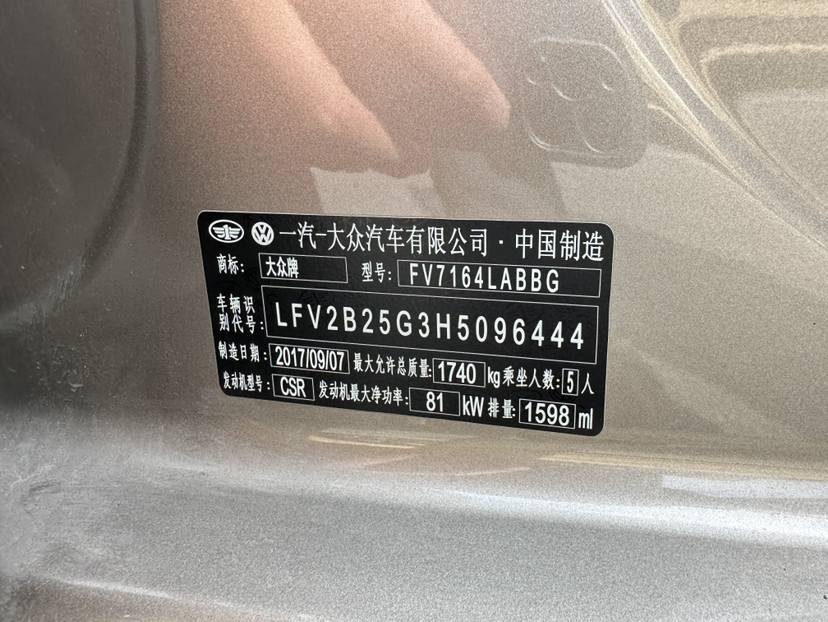 一汽-大众汽车有限公司·中国制造
商标: 大众牌 型号: FV7164LABBG
车辆识别代号: LFV2B25G3H5096444
制造日期: 2017/09/07 最大允许总质量: 1740 kg 乘坐人数: 5 人
发动机型号: CSR 发动机最大净功率: 81 kW 排量: 1598 ml